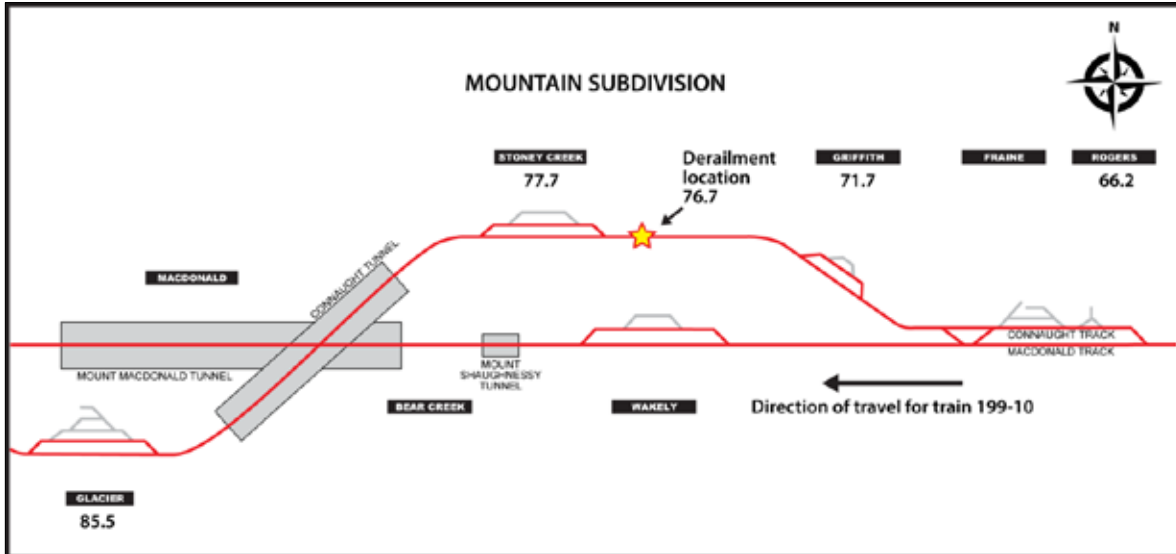 N
MOUNTAIN SUBDIVISION
STONEY CREEK
77.7
Derailment
location
76.7
GRIFFITH
71.7
FRAINE
ROGERS
66.2
MACDONALD
CONNAUGHT TUNNEL
CONNAUGHT TRACK
MACDONALD TRACK
MOUNT MACDONALD TUNNEL
MOUNT
SHAUGHNESSY
TUNNEL
BEAR CREEK
WAKELY
Direction of travel for train 199-10
GLACIER
85.5